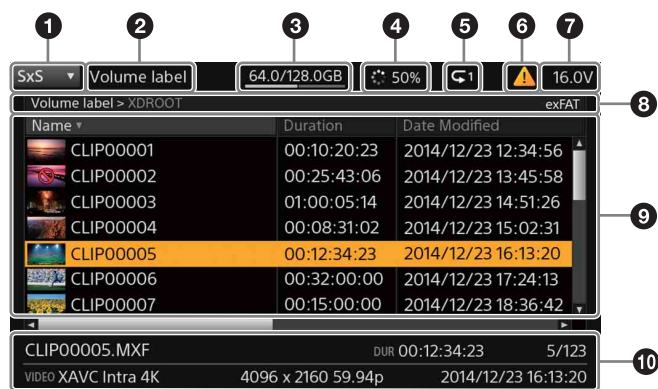 1 2 3 4 5 6 7
SxS Volume label 64.0/128.0GB 50% 1 16.0V
Volume label > XDROOT exFAT 8
Name Duration Date Modified
CLIP00001 00:10:20:23 2014/12/23 12:34:56
CLIP00002 00:25:43:06 2014/12/23 13:45:58
CLIP00003 01:00:05:14 2014/12/23 14:51:26
CLIP00004 00:08:31:02 2014/12/23 15:02:31 9
CLIP00005 00:12:34:23 2014/12/23 16:13:20
CLIP00006 00:32:00:00 2014/12/23 17:24:13
CLIP00007 00:15:00:00 2014/12/23 18:36:42
CLIP00005.MXF DUR 00:12:34:23 5/123
VIDEO XAVC Intra 4K 4096 x 2160 59.94p 2014/12/23 16:13:20 10